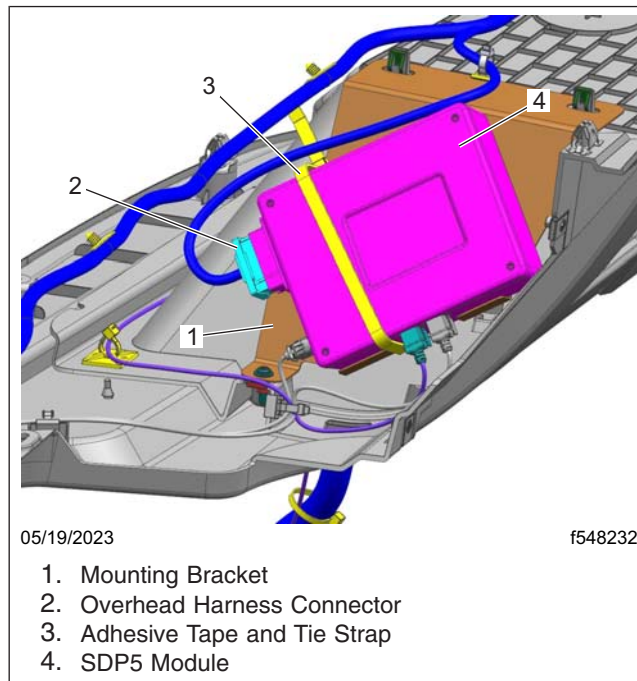 3
4
2
1
05/19/2023 f548232
1. Mounting Bracket
2. Overhead Harness Connector
3. Adhesive Tape and Tie Strap
4. SDP5 Module